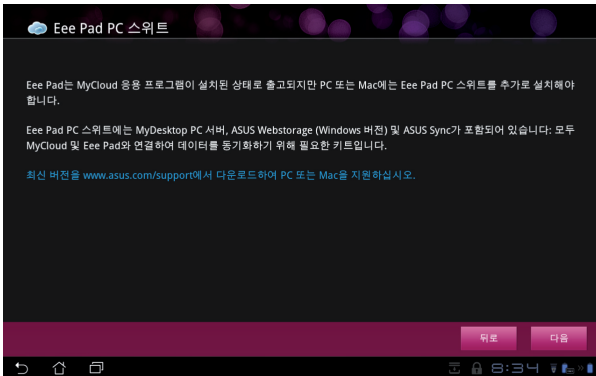 Eee Pad PC 스위트
Eee Pad는 MyCloud 응용 프로그램이 설치된 상태로 출고되지만 PC 또는 Mac에는 Eee Pad PC 스위트를 추가로 설치해야
합니다.
Eee Pad PC 스위트에는 MyDesktop PC 서버, ASUS Webstorage (Windows 버전) 및 ASUS Sync가 포함되어 있습니다: 모두
MyCloud 및 Eee Pad와 연결하여 데이터를 동기화하기 위해 필요한 키트입니다.
최신 버전을 www.asus.com/support에서 다운로드하여 PC 또는 Mac을 지원하십시오.
뒤로 다음
8:34